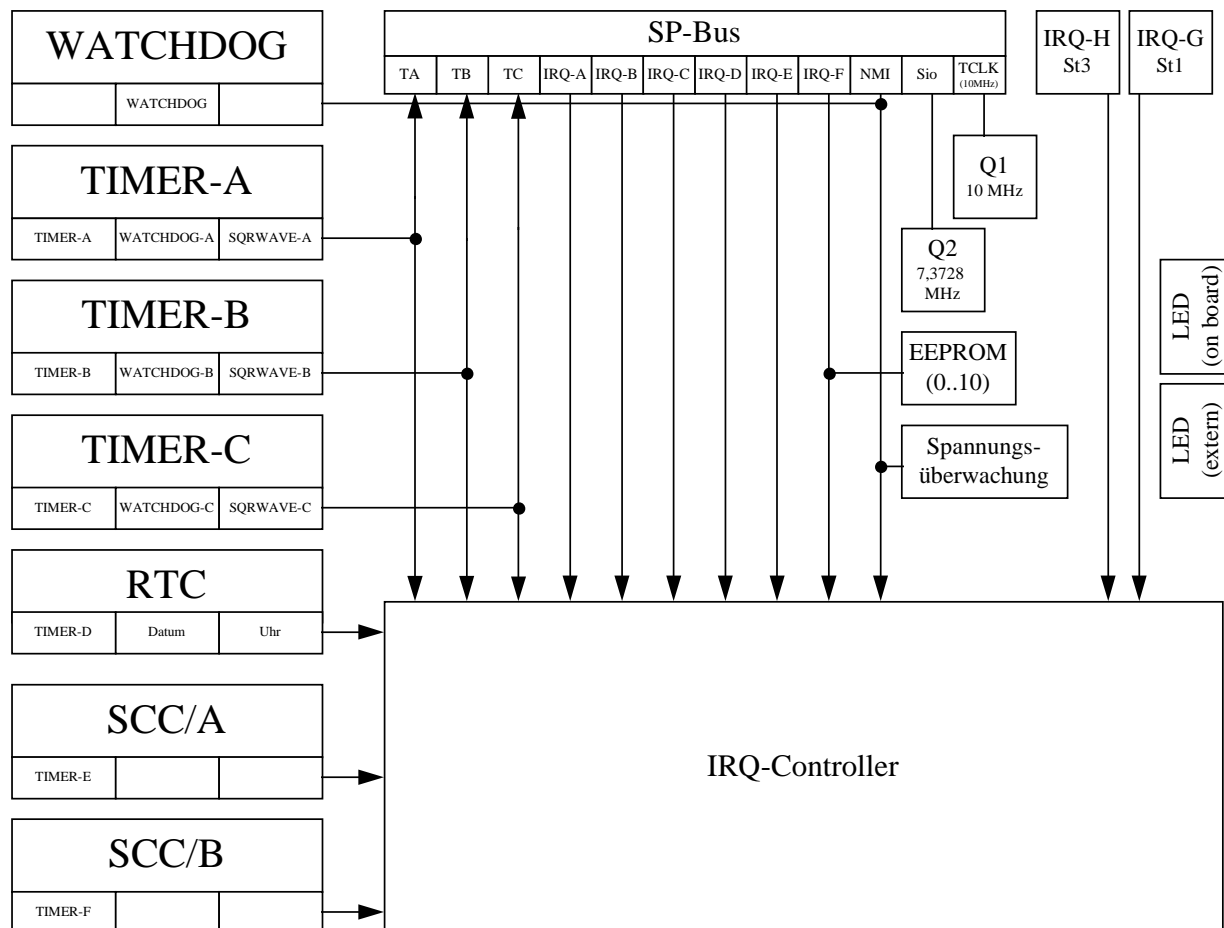 WATCHDOG
WATCHDOG
SP-Bus
TA TB TC IRQ-A IRQ-B IRQ-C IRQ-D IRQ-E IRQ-F NMI Sio TCLK
(10MHz)
IRQ-H
St3
IRQ-G
St1
TIMER-A
TIMER-A WATCHDOG-A SQRWAVE-A
Q1
10 MHz
Q2
7,3728
MHz
TIMER-B
TIMER-B WATCHDOG-B SQRWAVE-B
EEPROM
(0..10)
LED
(on board)
LED
(extern)
TIMER-C
TIMER-C WATCHDOG-C SQRWAVE-C
Spannungs-
überwachung
RTC
TIMER-D Datum Uhr
SCC/A
TIMER-E
IRQ-Controller
SCC/B
TIMER-F